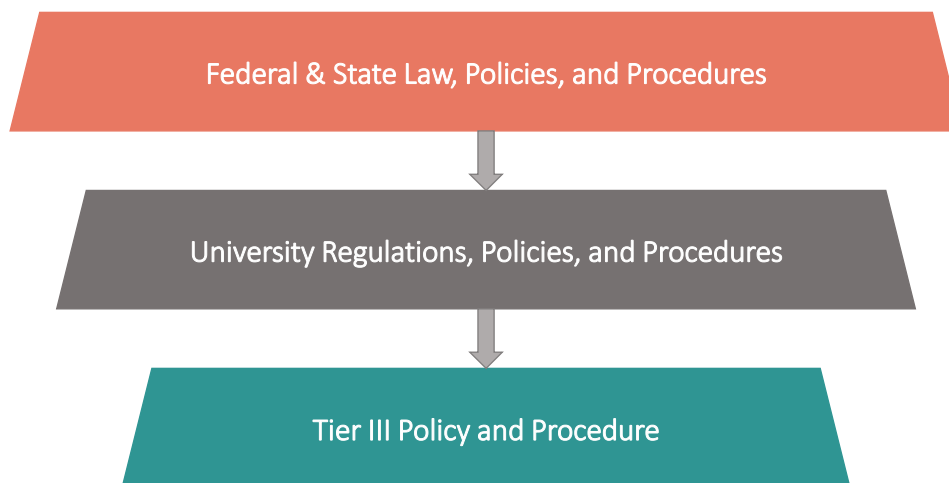 Federal & State Law, Policies, and Procedures
University Regulations, Policies, and Procedures
Tier III Policy and Procedure